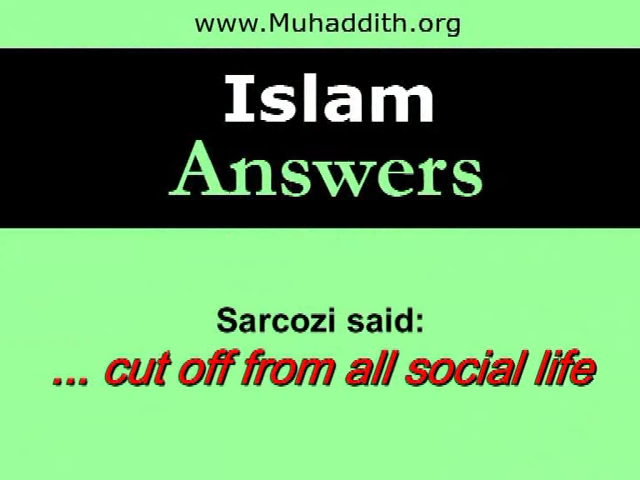 www.Muhaddith.org
Islam
Answers
Sarcozi said:
... cut off from all social life